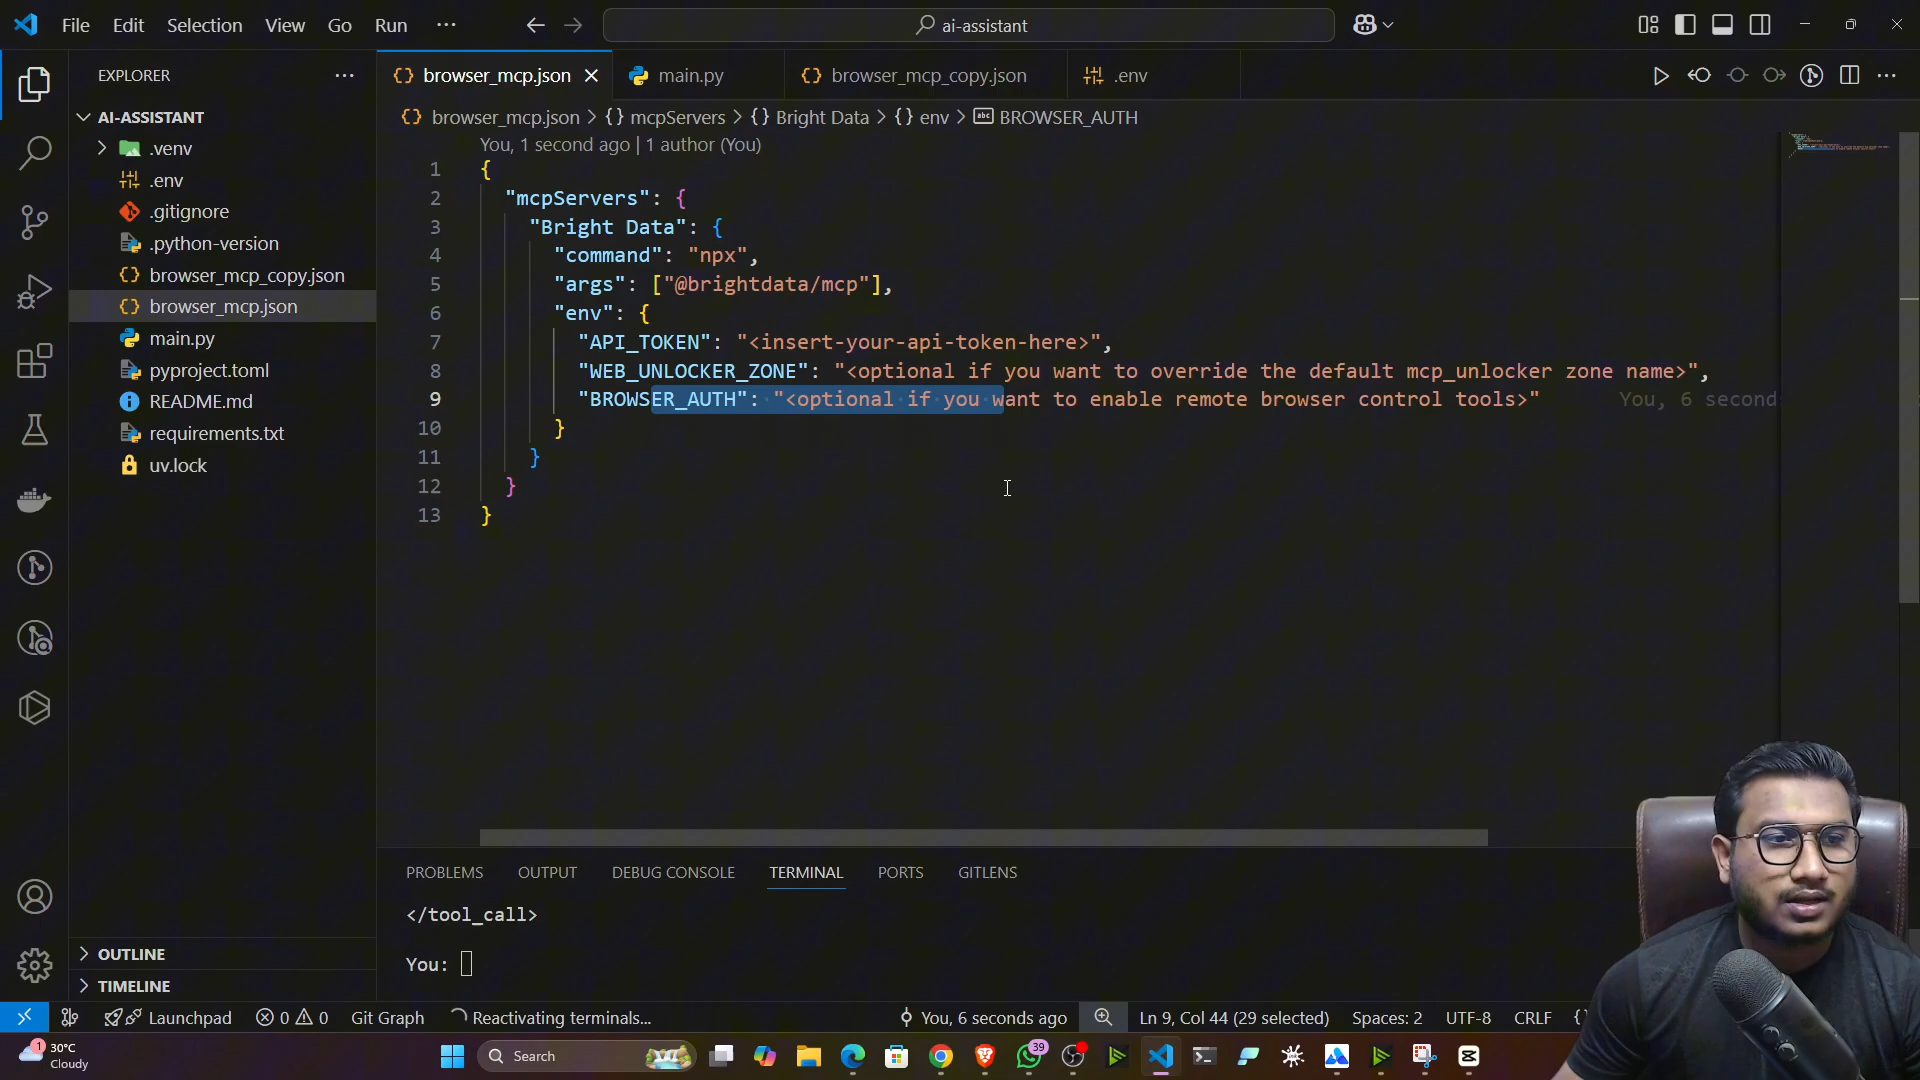 File Edit Selection View Go Run ··· ai-assistant
EXPLORER
AI-ASSISTANT
.venv
.env
.gitignore
.python-version
browser_mcp_copy.json
browser_mcp.json
main.py
pyproject.toml
README.md
requirements.txt
uv.lock
OUTLINE
TIMELINE
browser_mcp.json main.py browser_mcp_copy.json .env
browser_mcp.json > {} mcpServers > {} Bright Data > {} env > BROWSER_AUTH
You, 1 second ago | 1 author (You)
1 {
2 "mcpServers": {
3 "Bright Data": {
4 "command": "npx",
5 "args": ["@brightdata/mcp"],
6 "env": {
7 "API_TOKEN": "<insert-your-api-token-here>",
8 "WEB_UNLOCKER_ZONE": "<optional if you want to override the default mcp_unlocker zone name>",
9 "BROWSER_AUTH": "<optional if you want to enable remote browser control tools>" You, 6 second
10 }
11 }
12 }
13 }
PROBLEMS OUTPUT DEBUG CONSOLE TERMINAL PORTS GITLENS
</tool_call>
You:
Launchpad 0 0 Git Graph Reactivating terminals... You, 6 seconds ago Ln 9, Col 44 (29 selected) Spaces: 2 UTF-8 CRLF {}
1 30°C
Cloudy
Search
39